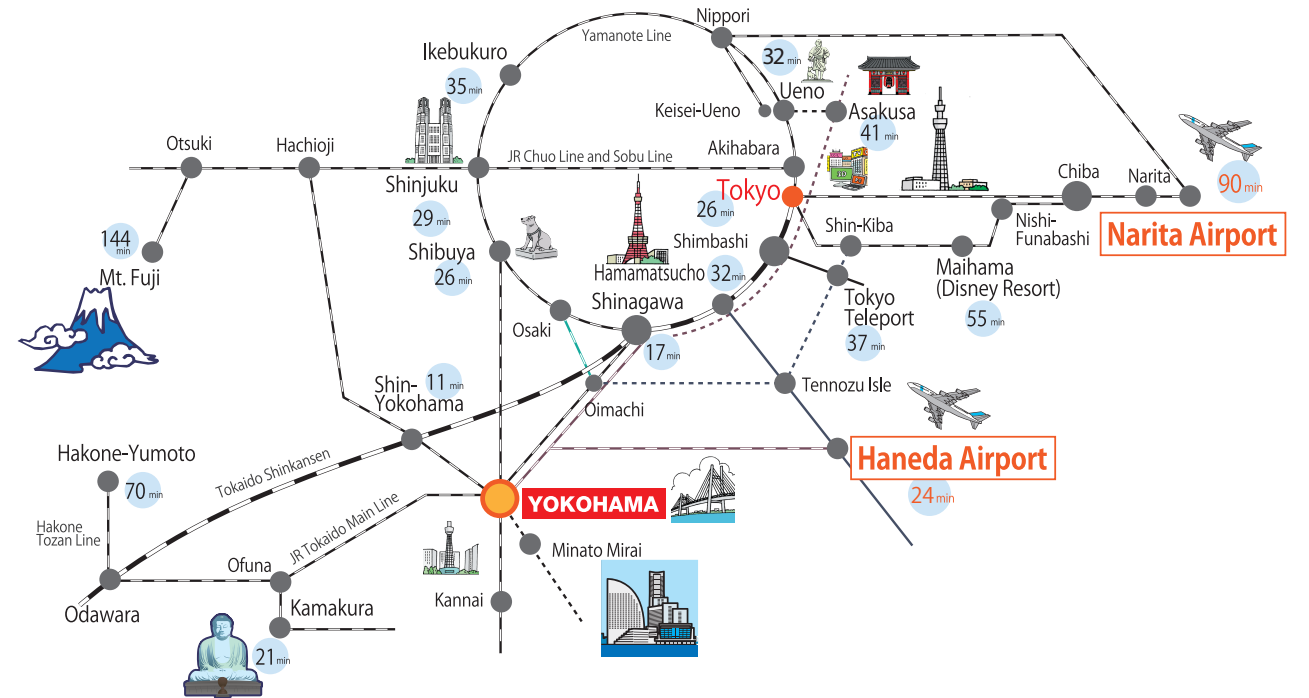 Nippori
Yamanote Line
32 min
Ikebukuro
35 min
Ueno
Keisei-Ueno
Asakusa
41 min
Otsuki
Hachioji
JR Chuo Line and Sobu Line
Akihabara
Shinjuku
29 min
Tokyo
26 min
Chiba
Narita
90 min
Nishi-
Funabashi
Narita Airport
144 min
Mt. Fuji
Shibuya
26 min
Shimbashi
Shin-Kiba
Hamamatsucho
32 min
Maihama
(Disney Resort)
55 min
Shinagawa
17 min
Osaki
Tokyo
Teleport
37 min
Shin-
Yokohama
11 min
Oimachi
Tennozu Isle
Hakone-Yumoto
70 min
Tokaido Shinkansen
Haneda Airport
24 min
YOKOHAMA
Hakone
Tozan Line
JR Tokaido Main Line
Ofuna
Minato Mirai
Odawara
Kamakura
21 min
Kannai